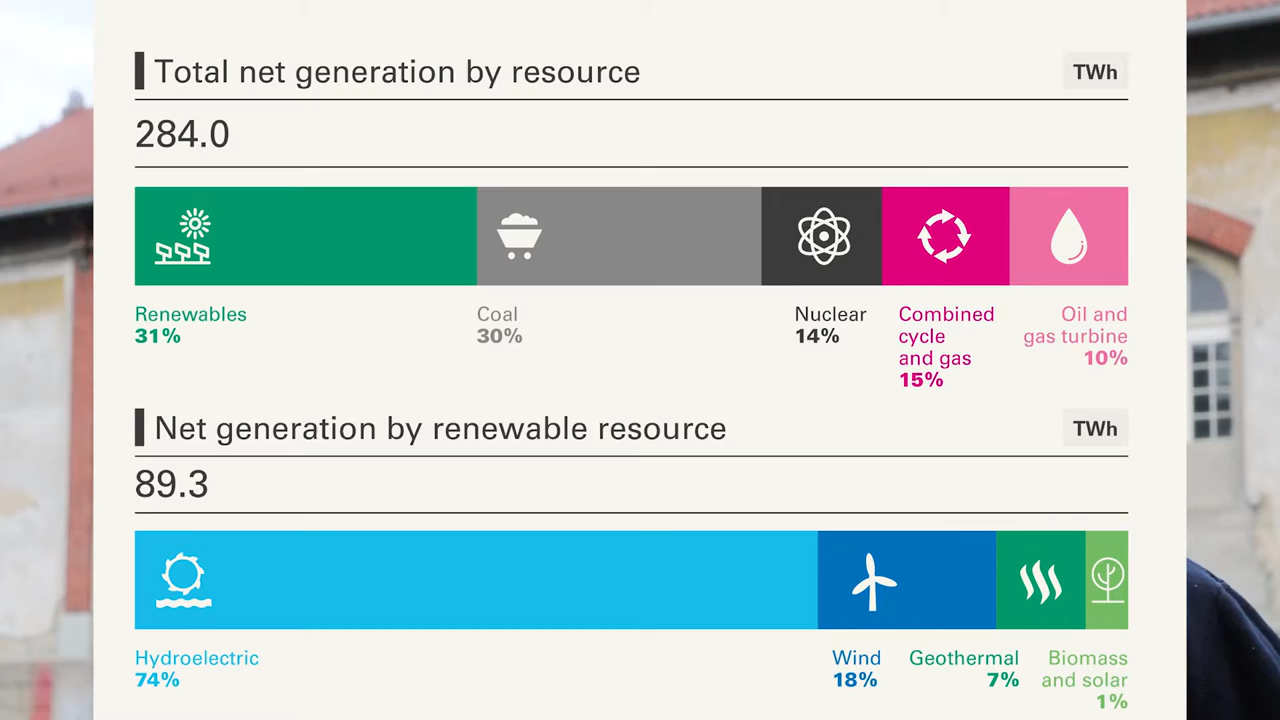 Total net generation by resource
TWh
284.0
Renewables
31%
Coal
30%
Nuclear
14%
Combined
cycle
and gas
15%
Oil and
gas turbine
10%
Net generation by renewable resource
TWh
89.3
Hydroelectric
74%
Wind
18%
Geothermal
7%
Biomass
and solar
1%